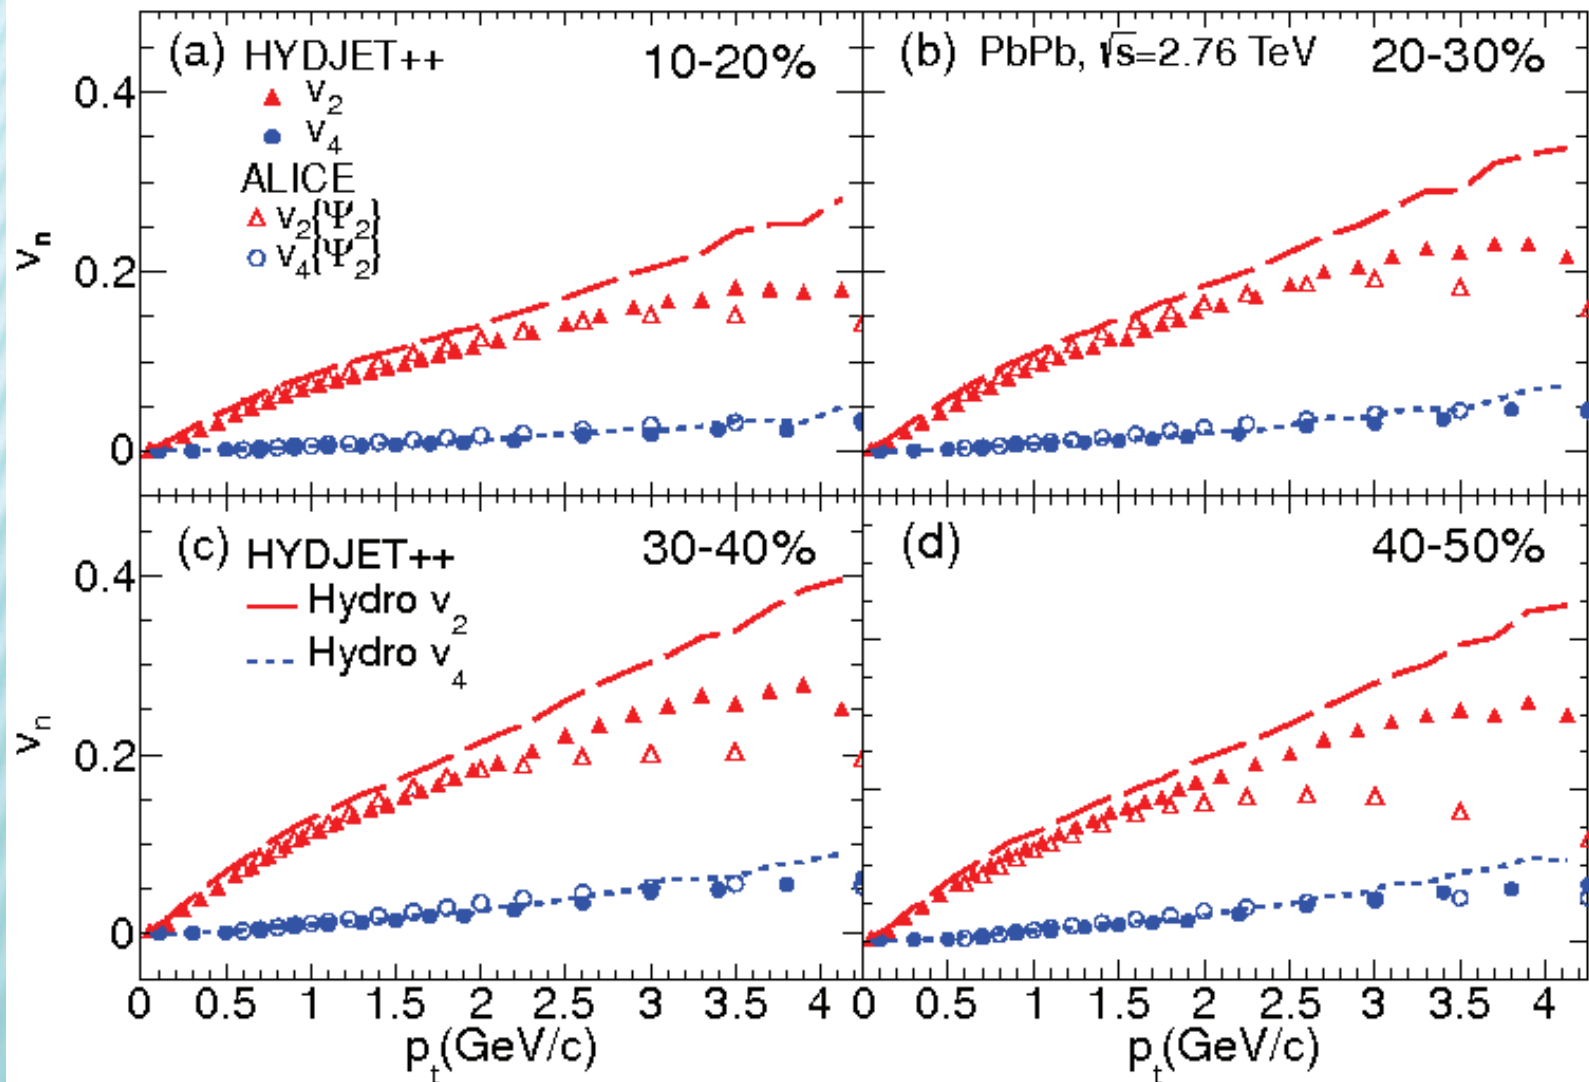 (a) HYDJET++ 10-20%
v2
v4
ALICE
v2{Ψ2}
v4{Ψ2}
(b) PbPb, √s=2.76 TeV 20-30%
vn
0.4
0.2
0
(c) HYDJET++ 30-40%
Hydro v2
Hydro v4
(d) 40-50%
vn
0.4
0.2
0
0 0.5 1 1.5 2 2.5 3 3.5 4 0 0.5 1 1.5 2 2.5 3 3.5 4
pt(GeV/c) pt(GeV/c)